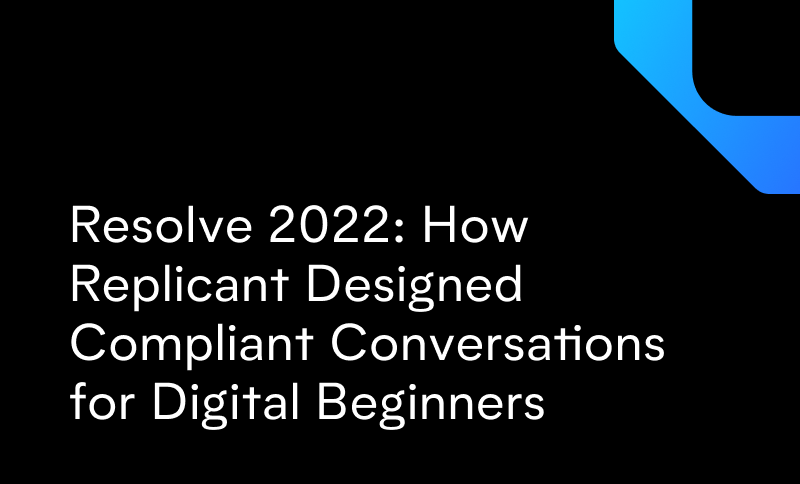 Resolve 2022: How
Replicant Designed
Compliant Conversations
for Digital Beginners